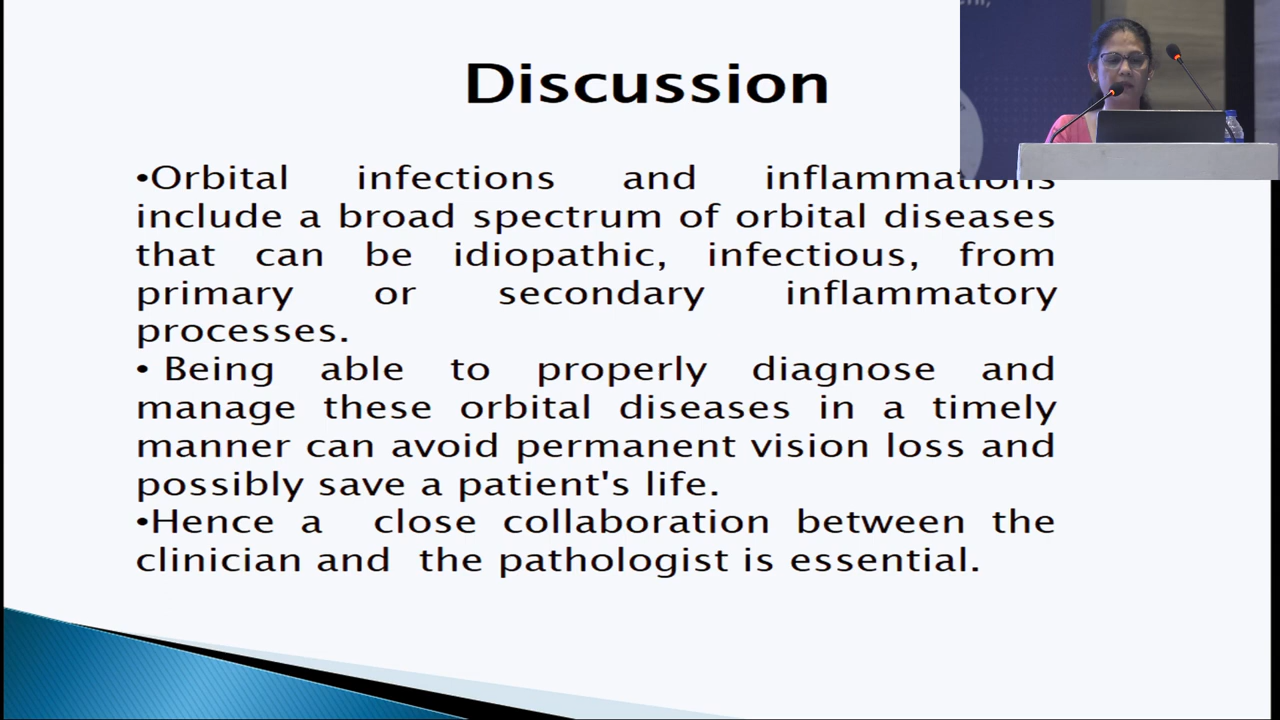 Discussion
•Orbital infections and inflammations
include a broad spectrum of orbital diseases
that can be idiopathic, infectious, from
primary or secondary inflammatory
processes.
• Being able to properly diagnose and
manage these orbital diseases in a timely
manner can avoid permanent vision loss and
possibly save a patient's life.
•Hence a close collaboration between the
clinician and the pathologist is essential.